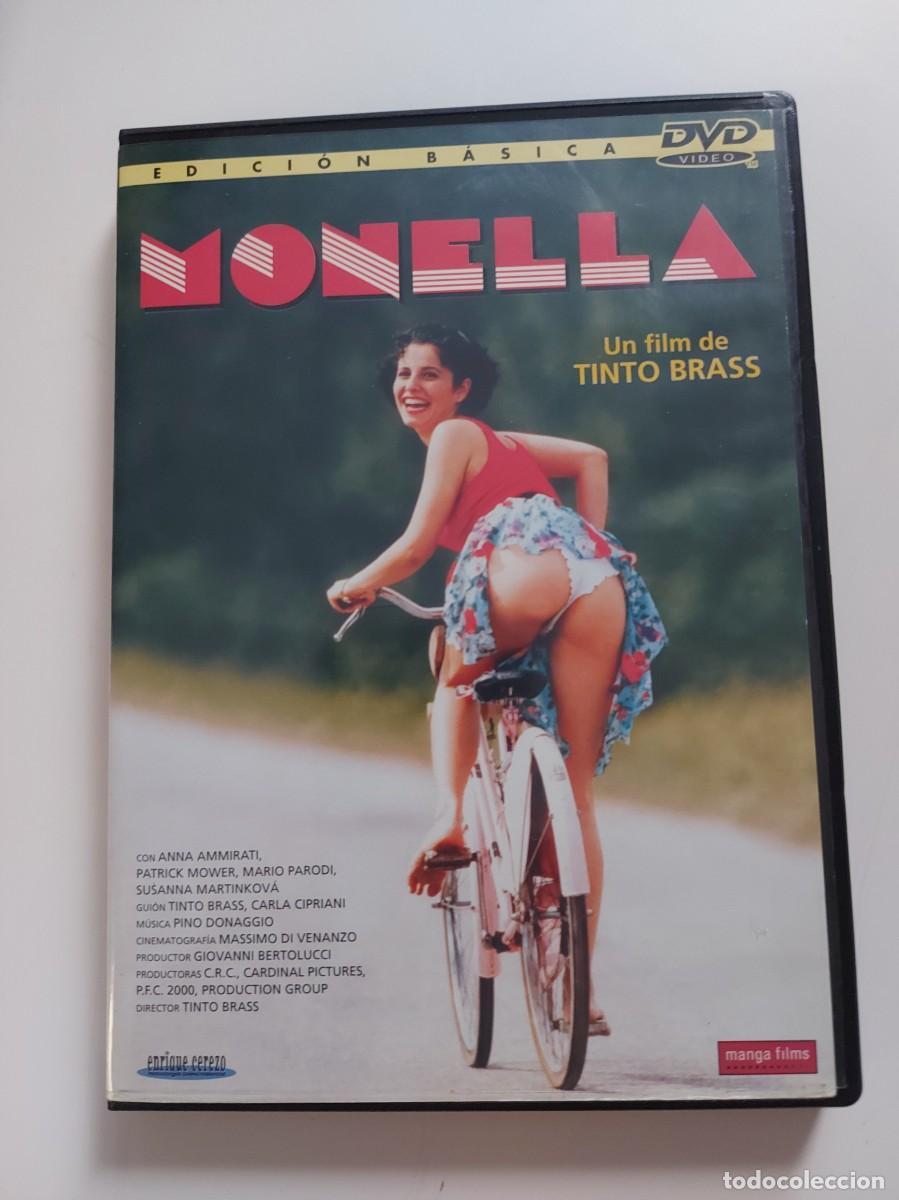 EDICIÓN BÁSICA
DVD
VIDEO
MONELLA
Un film de
TINTO BRASS
CON ANNA AMMIRATI,
PATRICK MOWER, MARIO PARODI,
SUŚANNA MARTINKOVÁ
GUIÓN TINTO BRASS, CARLA CIPRIANI
MÚSICA PINO DONAGGIO
CINEMATOGRAFÍA MASSIMO DI VENANZO
PRODUCTOR GIOVANNI BERTOLUCCI
PRODUCTORAS C.R.C., CARDINAL PICTURES,
P.F.C. 2000, PRODUCTION GROUP
DIRECTOR TINTO BRASS
enrique cerezo
manga films
todocoleccion